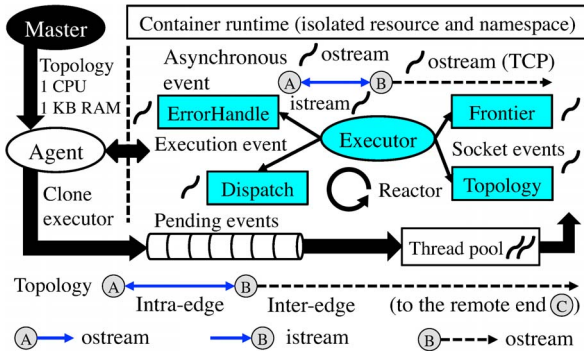 Master
Container runtime (isolated resource and namespace)
Topology
1 CPU
1 KB RAM
Asynchronous
event
ostream
A
B
ostream (TCP)
istream
ErrorHandle
Executor
Frontier
Agent
Execution event
Socket events
Dispatch
Reactor
Topology
Clone
executor
Pending events
Thread pool
Topology
A
B
Intra-edge
Inter-edge
(to the remote end C)
A
ostream
B
istream
B
ostream